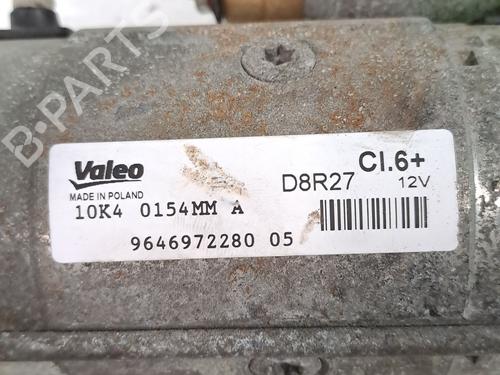 B-PARTS
Valeo
MADE IN POLAND
D8R27
CI.6+
12V
10K4 0154MM A
9646972280 05